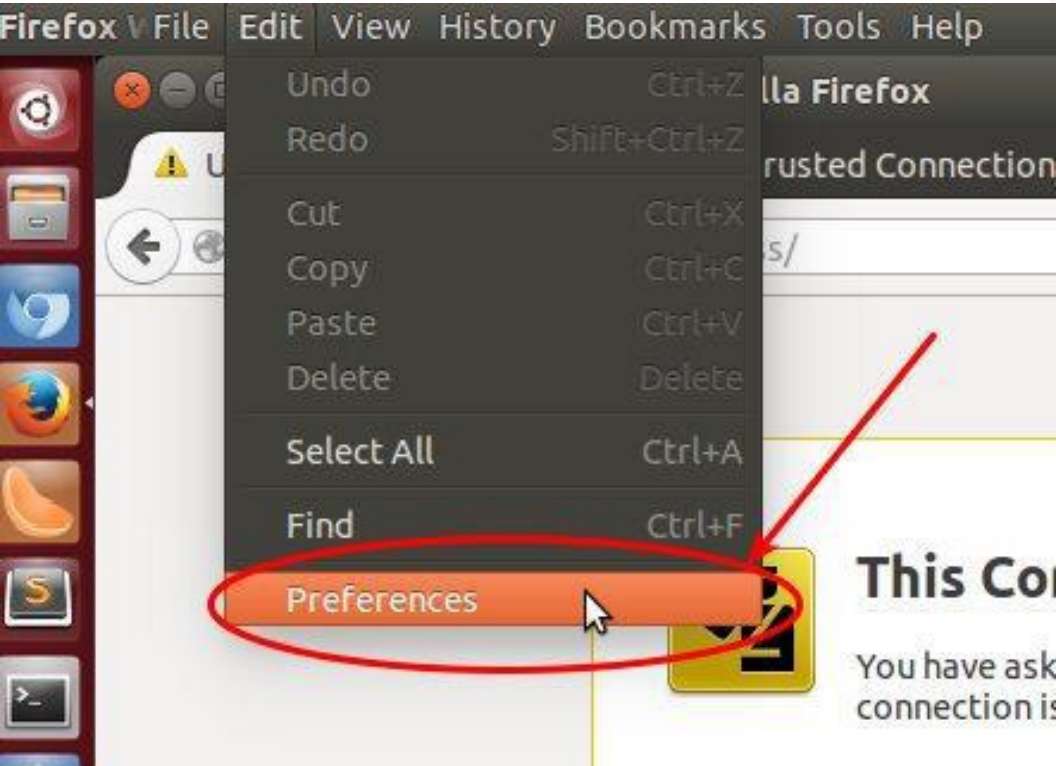 Firefox W File Edit View History Bookmarks Tools Help
Undo Ctrl+Z
lla Firefox
Redo Shift+Ctrl+Z
U
rusted Connection
Cut Ctrl+X
s/
Copy Ctrl+C
Paste Ctrl+V
Delete Delete
Select All Ctrl+A
Find Ctrl+F
Preferences
This Co
You have ask
connection is
S
>_